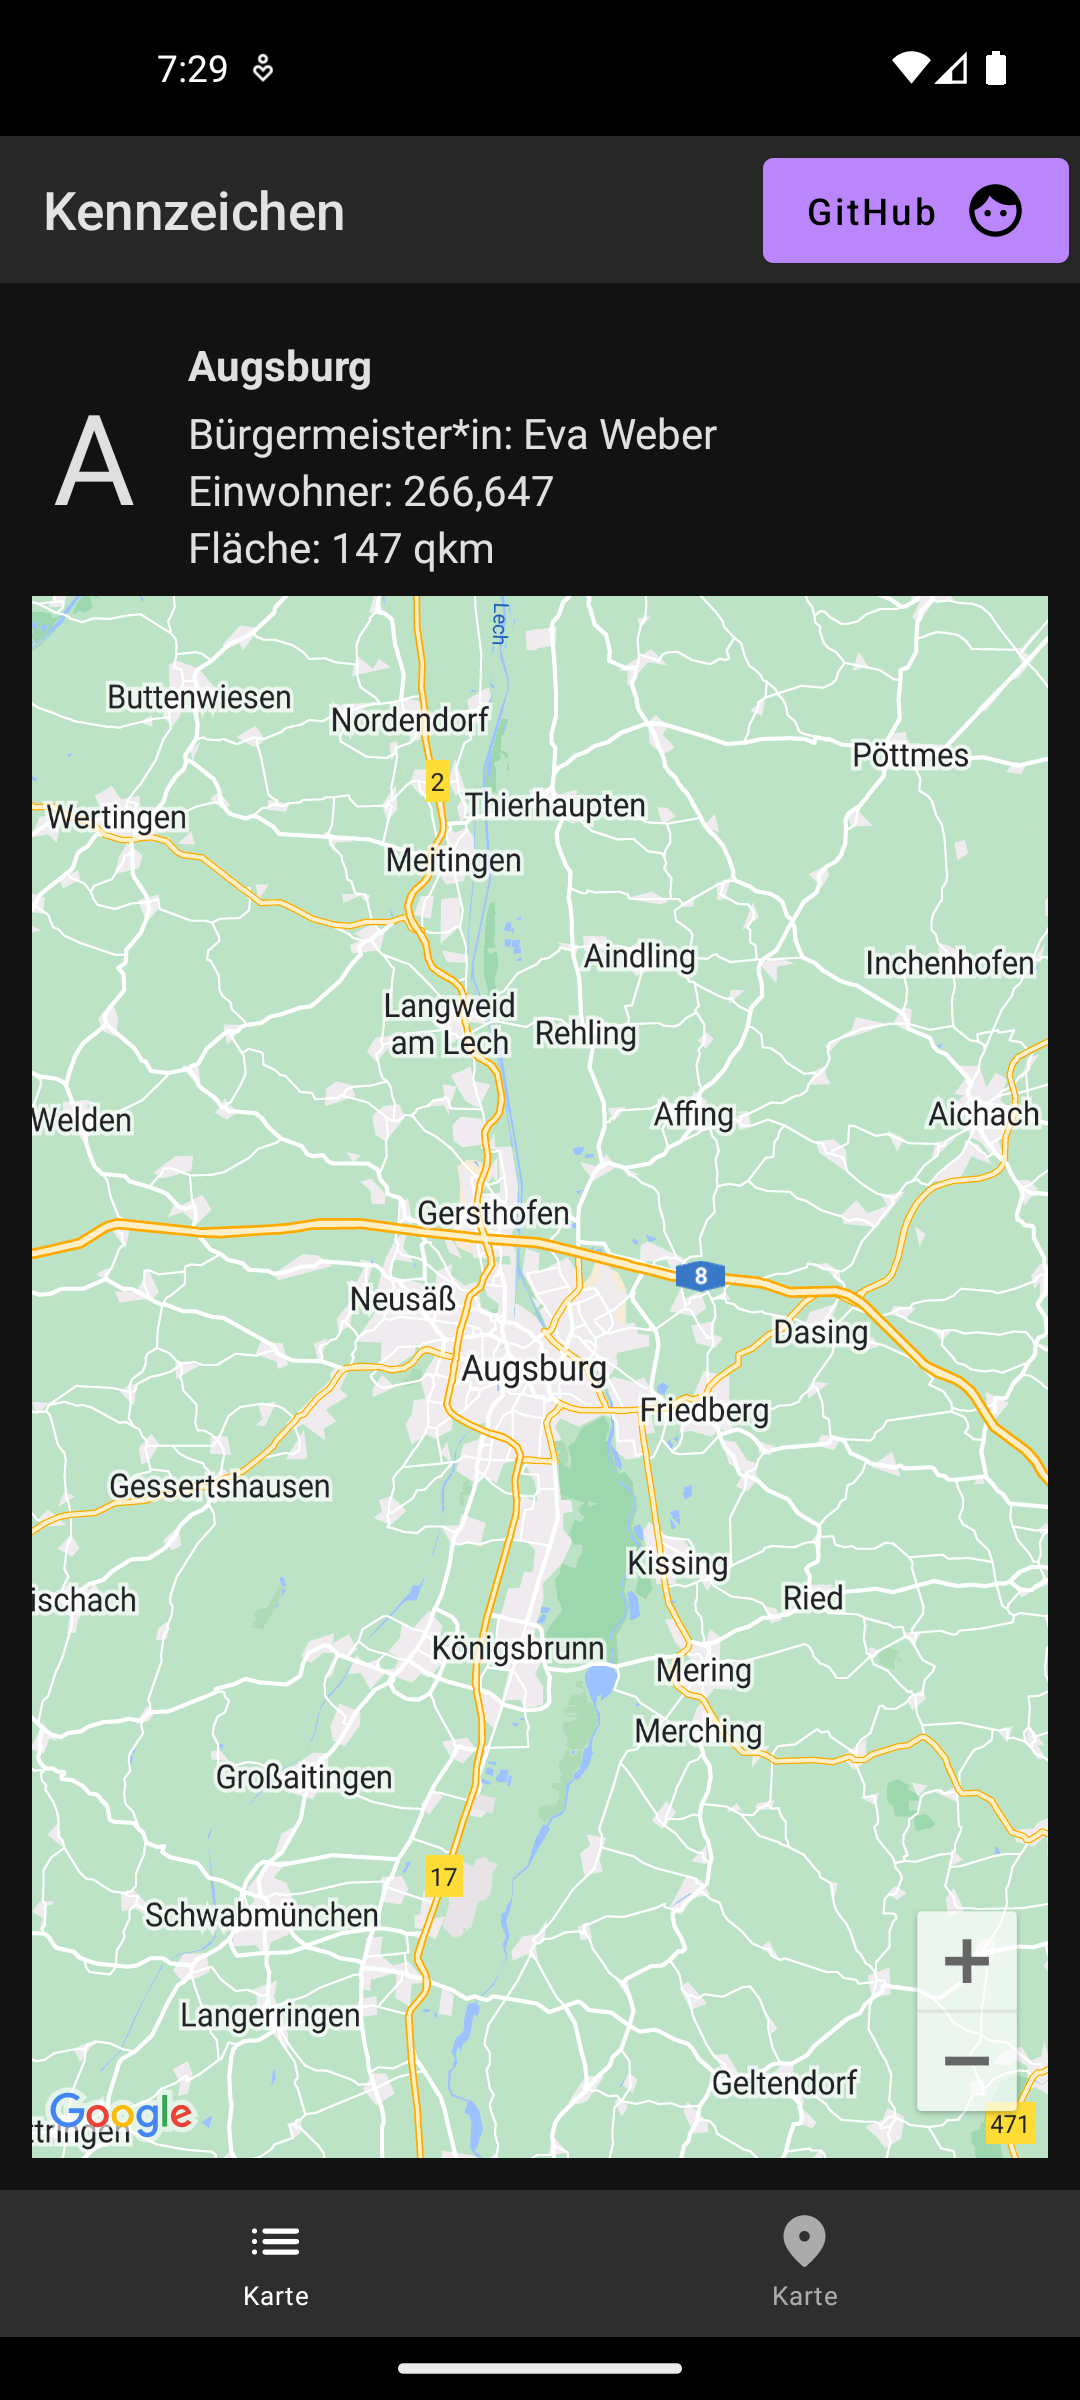 7:29
Kennzeichen
GitHub
Augsburg
A
Bürgermeister*in: Eva Weber
Einwohner: 266,647
Fläche: 147 qkm
Lech
Buttenwiesen
Nordendorf
Pöttmes
2
Thierhaupten
Wertingen
Meitingen
Aindling
Inchenhofen
Langweid
am Lech
Rehling
Welden
Affing
Aichach
Gersthofen
8
Neusäß
Dasing
Augsburg
Friedberg
Gessertshausen
Kissing
ischach
Ried
Königsbrunn
Mering
Merching
Großaitingen
17
Schwabmünchen
Langerringen
Geltendorf
Google
ttringen
471
Karte
Karte